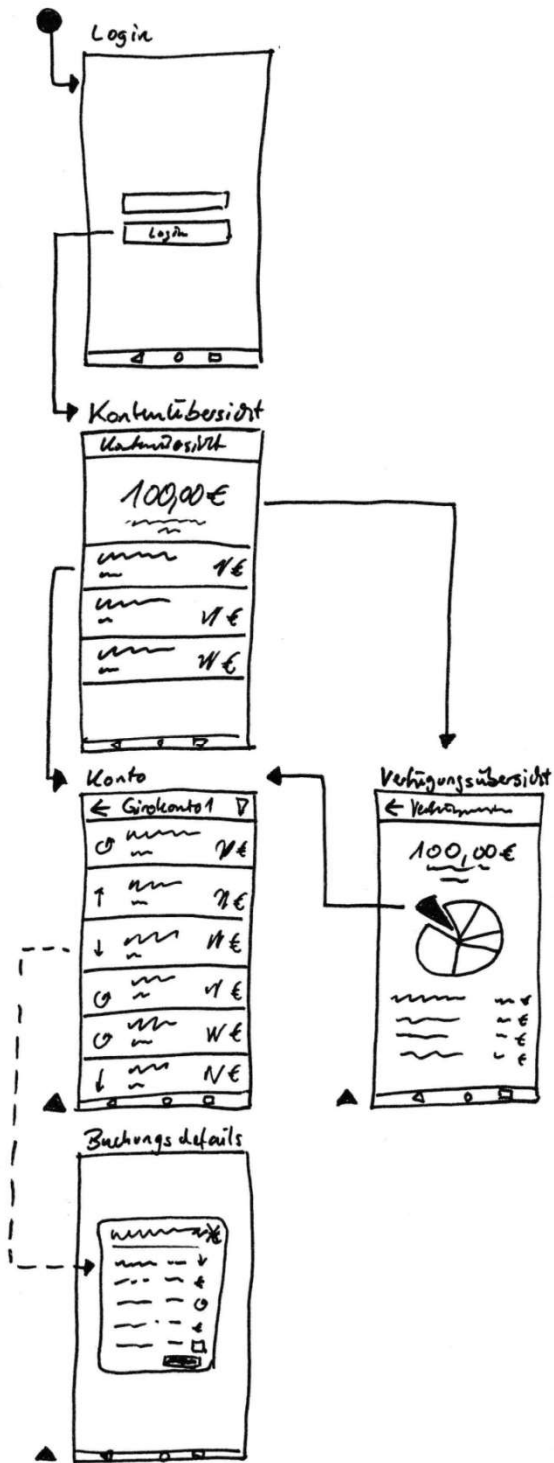 Login
Login
Kontenübersicht
Kontenübersicht
100,00 €
€
€
€
Konto
Verfügungsübersicht
← Girokonto 1
←
€
100,00 €
€
€
€
€
€
€
€
€
€
Buchungsdetails